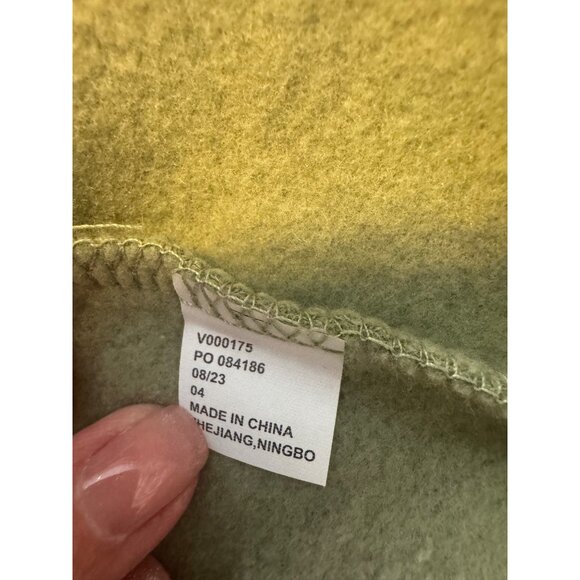 V000175
PO 084186
08/23
04
MADE IN CHINA
HEJIANG,NINGBO